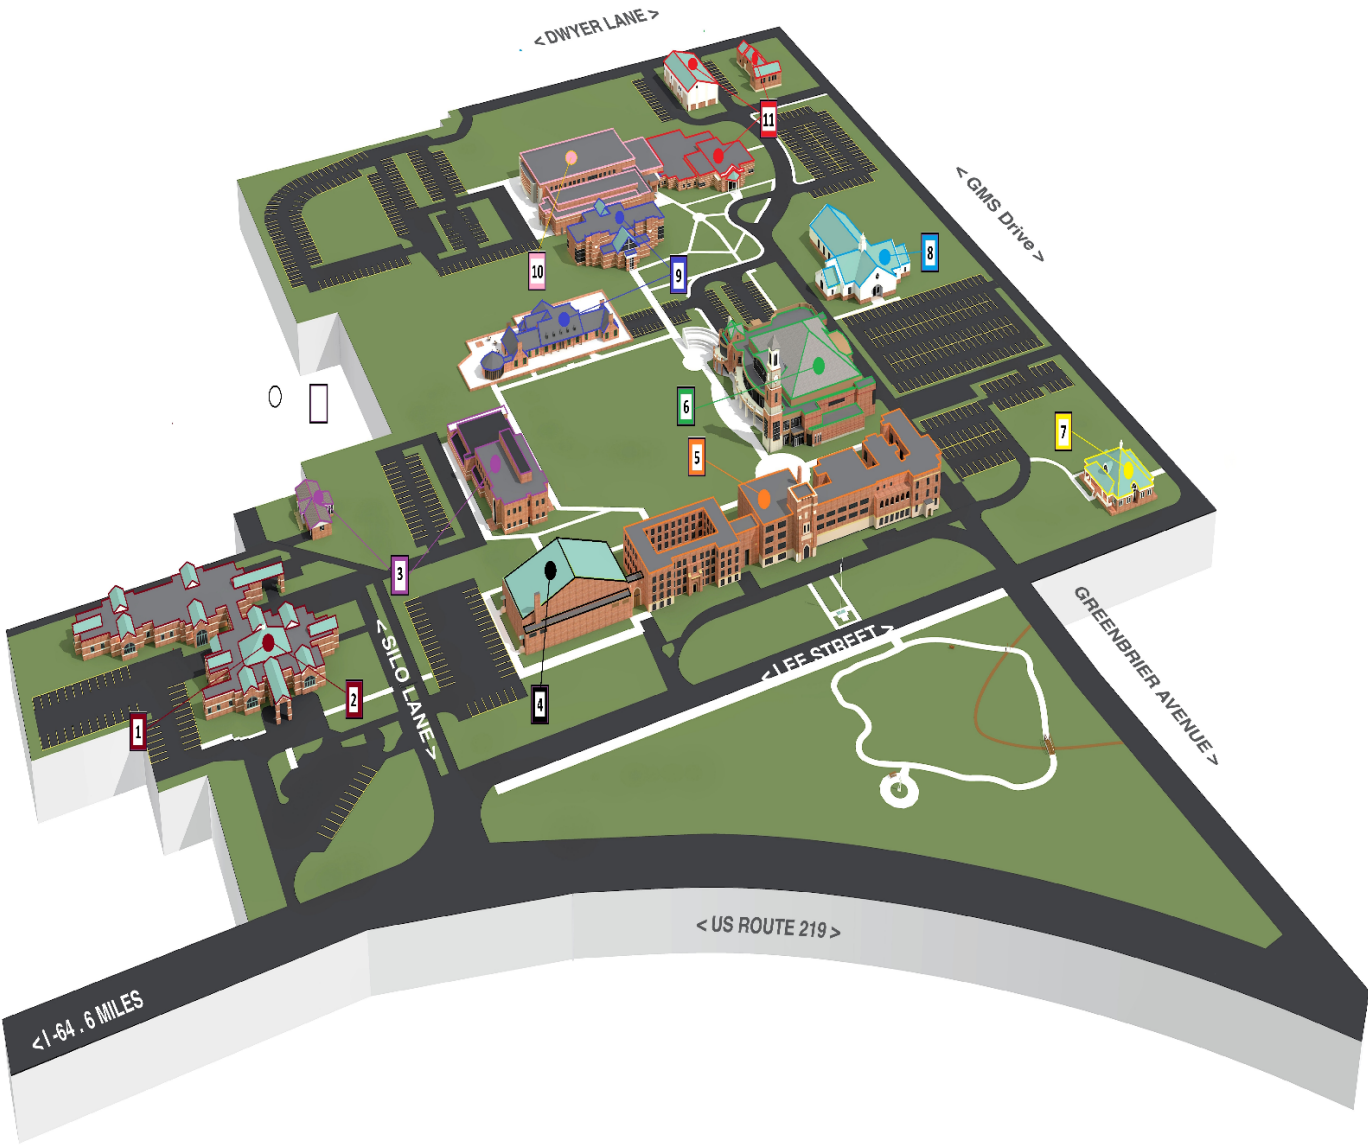 < DWYER LANE >
11
< GMS Drive >
8
10
9
6
7
5
3
< SILO LANE >
< LEE STREET >
GREENBRIER AVENUE >
2
4
1
< US ROUTE 219 >
< I -64 . 6 MILES